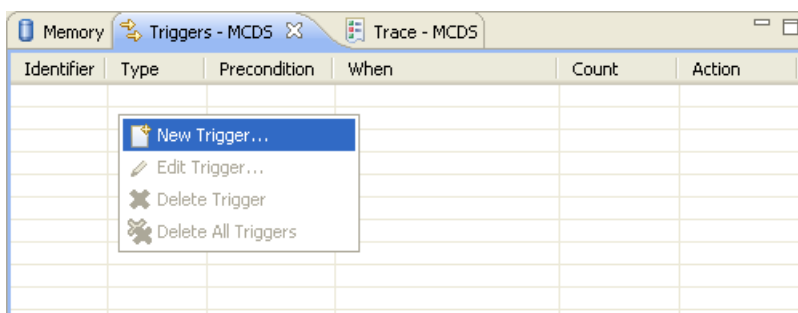 Memory Triggers - MCDS Trace - MCDS
Identifier Type Precondition When Count Action
New Trigger...
Edit Trigger...
Delete Trigger
Delete All Triggers